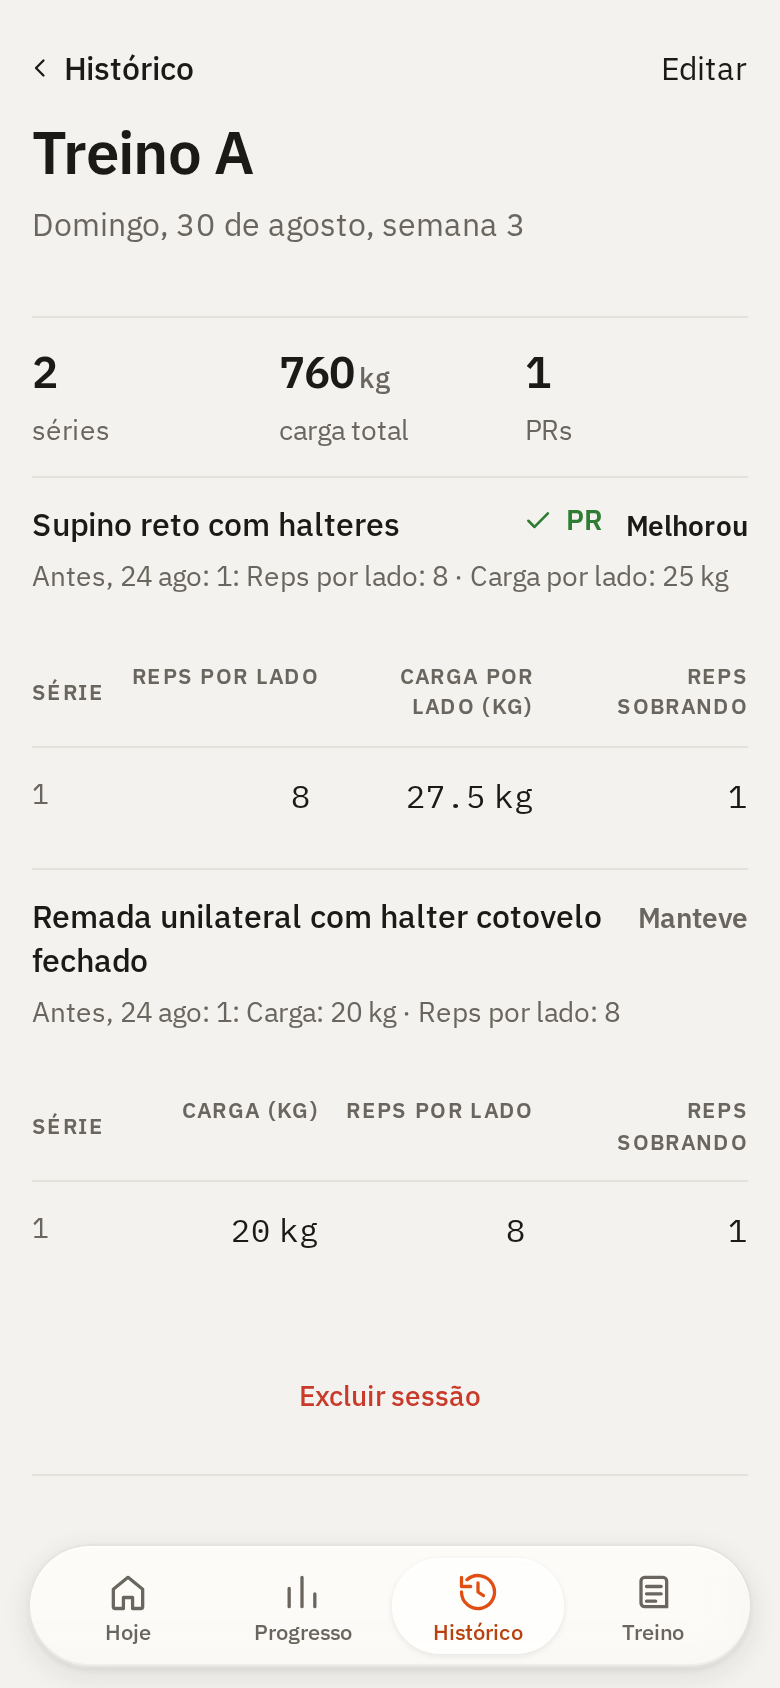 Histórico
Editar
Treino A
Domingo, 30 de agosto, semana 3
2
760 kg
1
séries
carga total
PRs
Supino reto com halteres
PR
Melhorou
Antes, 24 ago: 1: Reps por lado: 8 · Carga por lado: 25 kg
SÉRIE
REPS POR LADO
CARGA POR
LADO (KG)
REPS
SOBRANDO
1
8
27.5 kg
1
Remada unilateral com halter cotovelo
fechado
Manteve
Antes, 24 ago: 1: Carga: 20 kg · Reps por lado: 8
SÉRIE
CARGA (KG)
REPS POR LADO
REPS
SOBRANDO
1
20 kg
8
1
Excluir sessão
Hoje
Progresso
Histórico
Treino